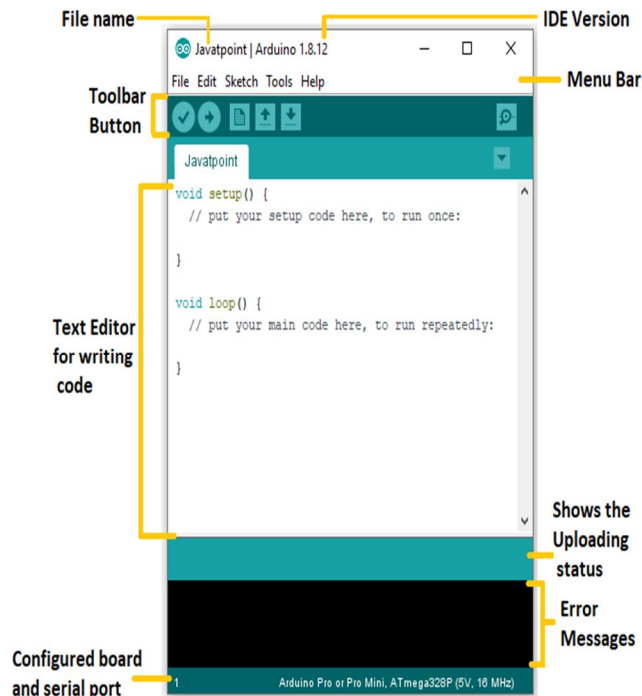 File name
IDE Version
Javatpoint | Arduino 1.8.12
File Edit Sketch Tools Help
Menu Bar
Toolbar
Button
Javatpoint
void setup() {
// put your setup code here, to run once:
}
void loop() {
// put your main code here, to run repeatedly:
}
Text Editor
for writing
code
Shows the
Uploading
status
Error
Messages
Configured board
and serial port
1
Arduino Pro or Pro Mini, ATmega328P (5V, 16 MHz)